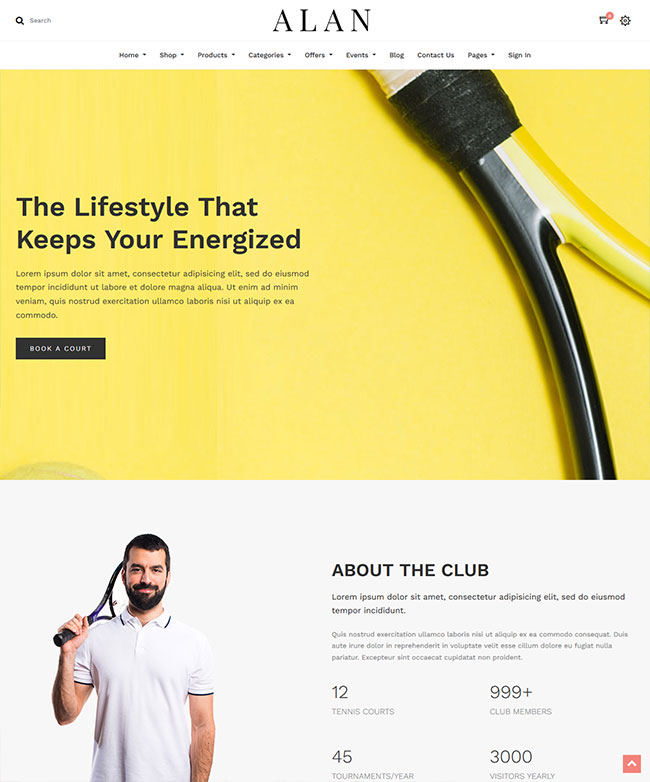 Search
ALAN
0
Home Shop Products Categories Offers Events Blog Contact Us Pages Sign In
The Lifestyle That
Keeps Your Energized
Lorem ipsum dolor sit amet, consectetur adipisicing elit, sed do eiusmod
tempor incididunt ut labore et dolore magna aliqua. Ut enim ad minim
veniam, quis nostrud exercitation ullamco laboris nisi ut aliquip ex ea
commodo.
BOOK A COURT
ABOUT THE CLUB
Lorem ipsum dolor sit amet, consectetur adipisicing elit, sed do eiusmod
tempor incididunt.
Quis nostrud exercitation ullamco laboris nisi ut aliquip ex ea commodo consequat. Duis
aute irure dolor in reprehenderit in voluptate velit esse cillum dolore eu fugiat nulla
pariatur. Excepteur sint occaecat cupidatat non proident.
12
TENNIS COURTS
999+
CLUB MEMBERS
45
TOURNAMENTS/YEAR
3000
VISITORS YEARLY